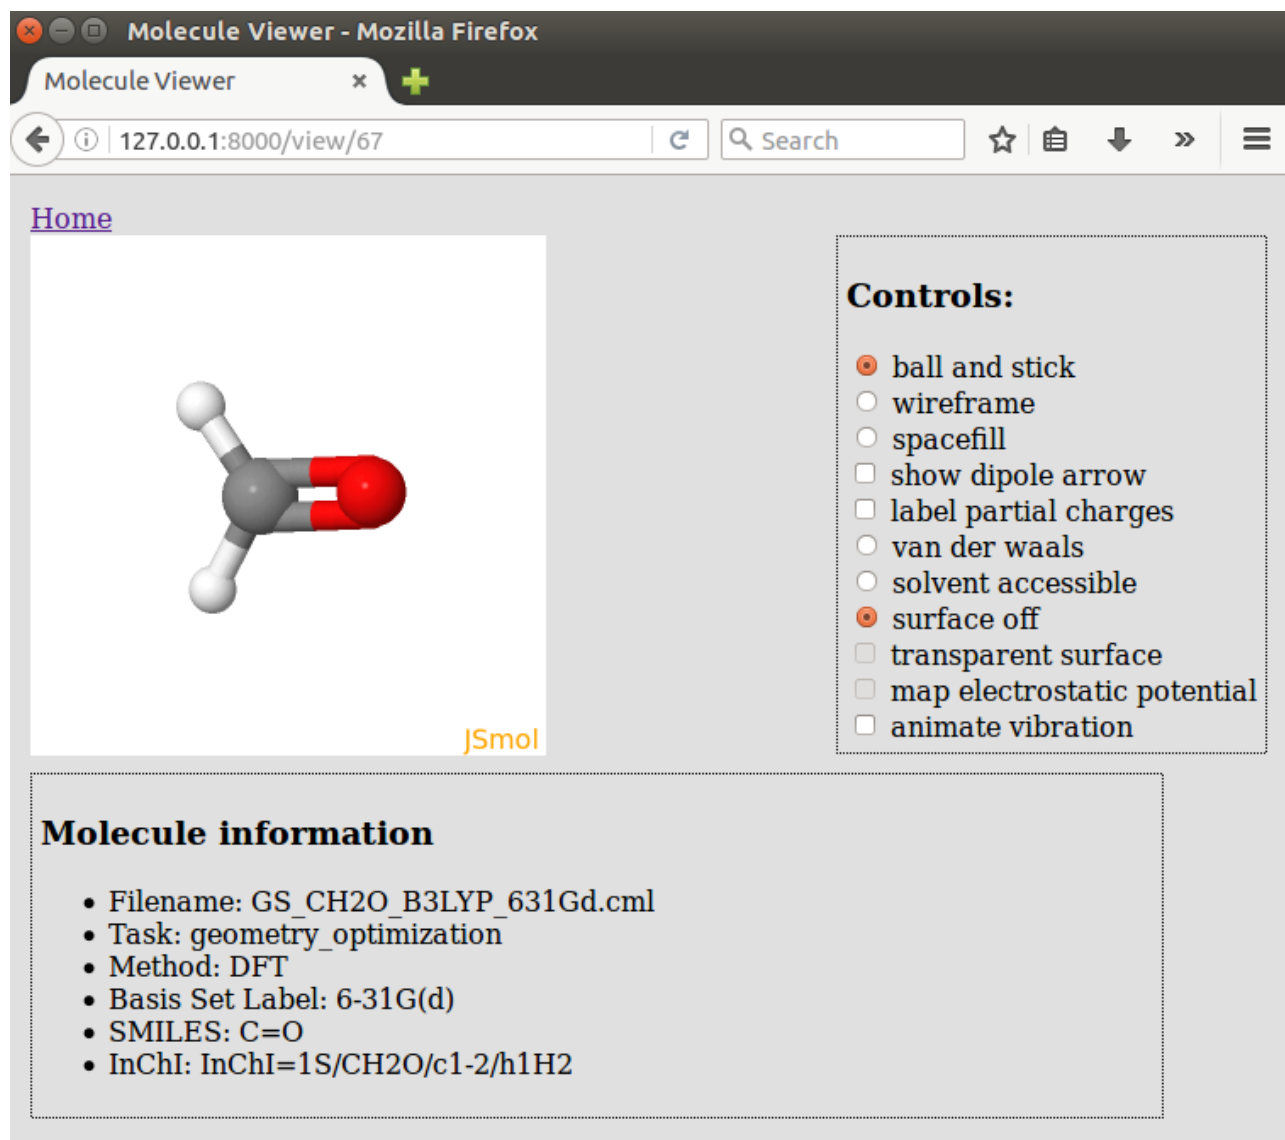 Molecule Viewer - Mozilla Firefox
Molecule Viewer
127.0.0.1:8000/view/67
Search
Home
JSmol
Controls:
ball and stick
wireframe
spacefill
show dipole arrow
label partial charges
van der waals
solvent accessible
surface off
transparent surface
map electrostatic potential
animate vibration
Molecule information
• Filename: GS_CH2O_B3LYP_631Gd.cml
• Task: geometry_optimization
• Method: DFT
• Basis Set Label: 6-31G(d)
• SMILES: C=O
• InChI: InChI=1S/CH2O/c1-2/h1H2